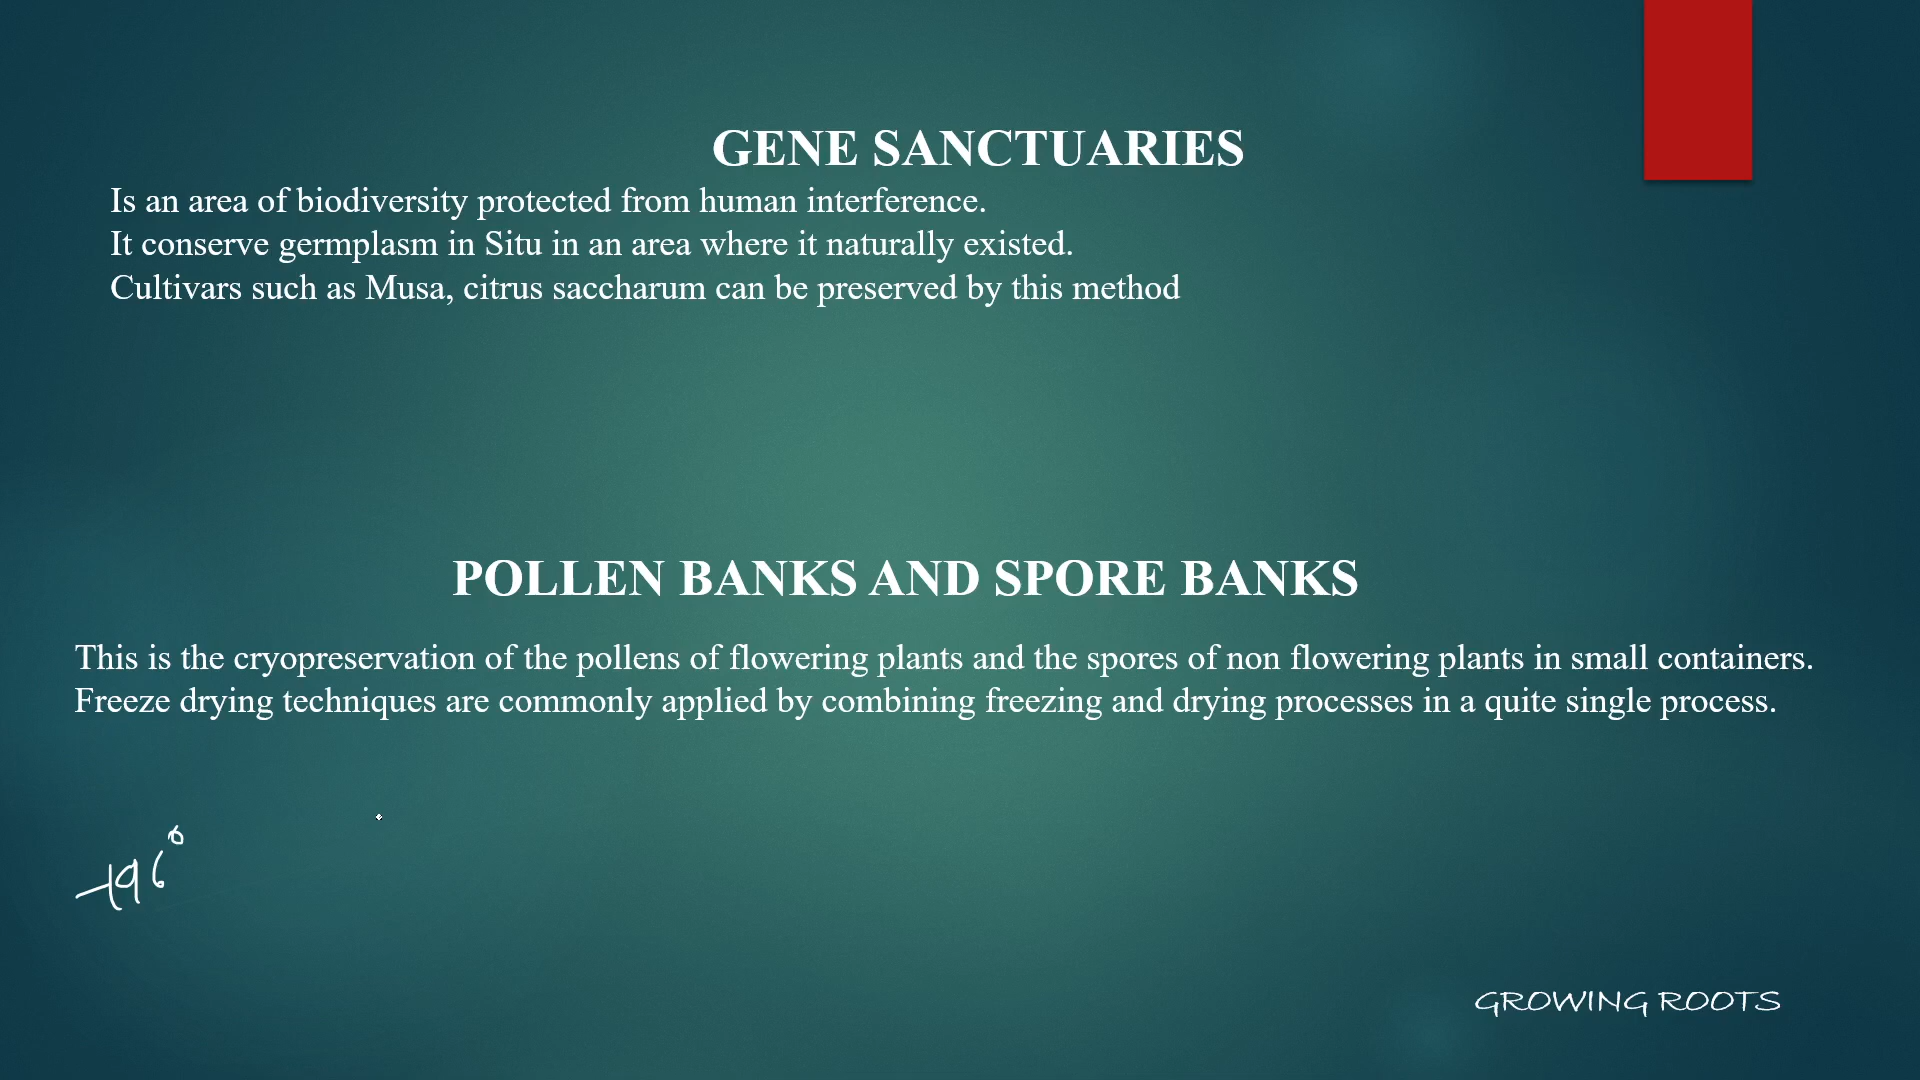 GENE SANCTUARIES
Is an area of biodiversity protected from human interference.
It conserve germplasm in Situ in an area where it naturally existed.
Cultivars such as Musa, citrus saccharum can be preserved by this method
POLLEN BANKS AND SPORE BANKS
This is the cryopreservation of the pollens of flowering plants and the spores of non flowering plants in small containers.
Freeze drying techniques are commonly applied by combining freezing and drying processes in a quite single process.
-196°
GROWING ROOTS